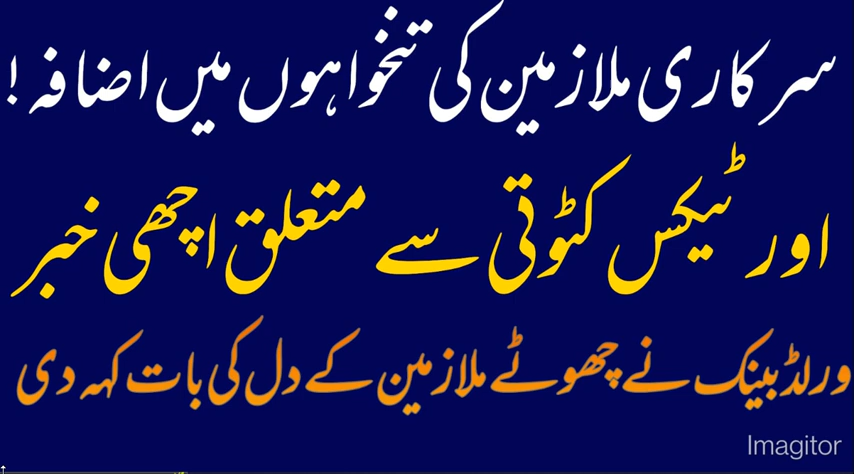 سرکاری ملازمین کی تنخواہوں میں اضافہ!
اور ٹیکس کٹوتی سے متعلق اچھی خبر
ورلڈ بینک نے چھوٹے ملازمین کے دل کی بات کہہ دی
Imagitor